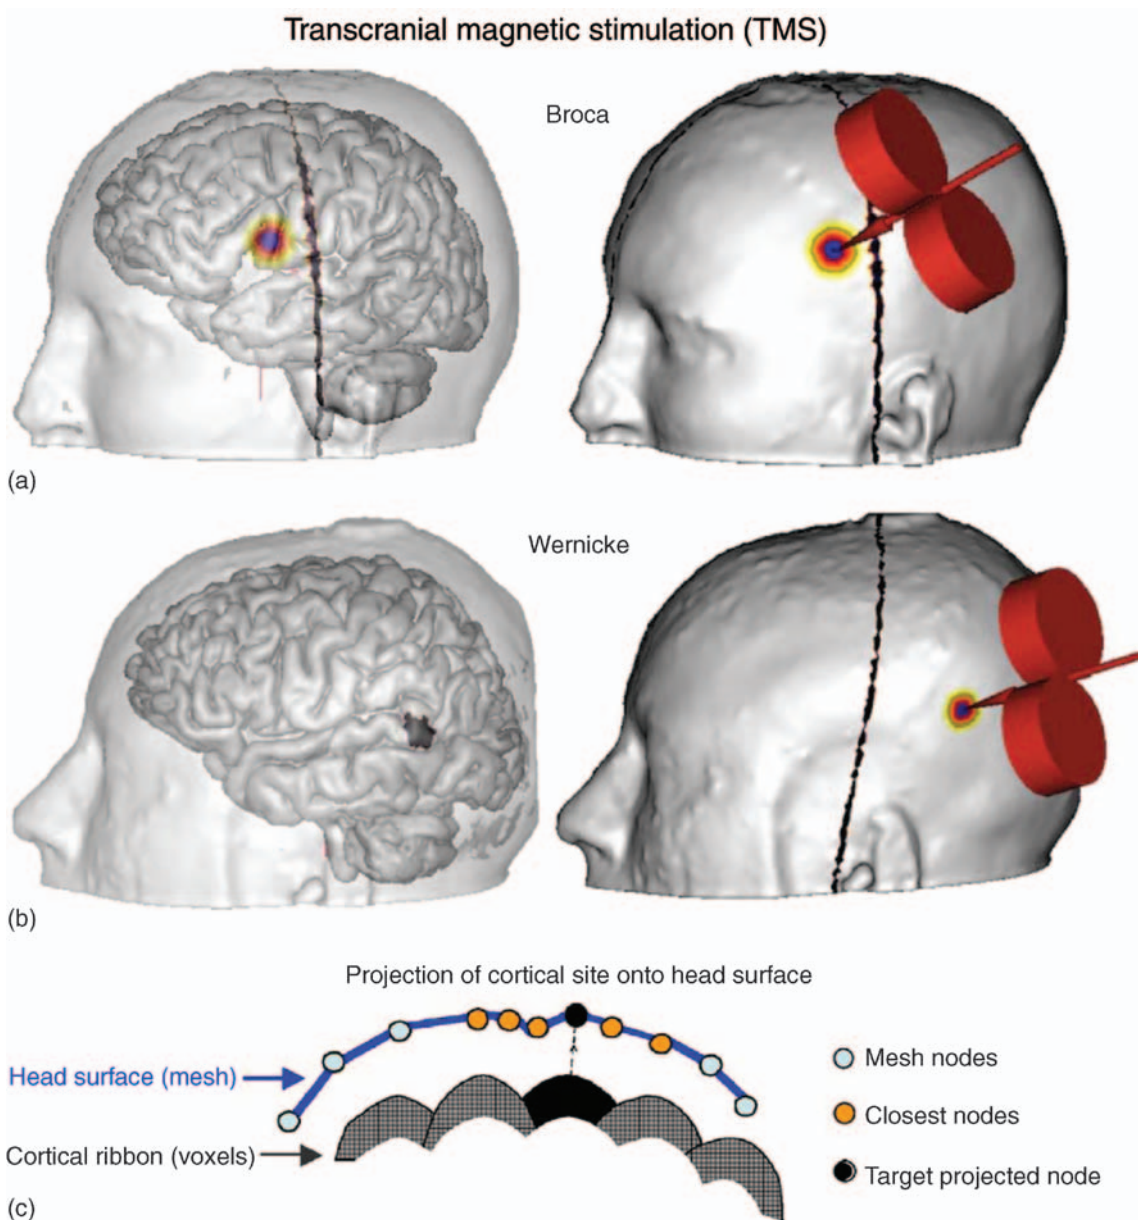 Transcranial magnetic stimulation (TMS)
Broca
(a)
Wernicke
(b)
Projection of cortical site onto head surface
Head surface (mesh)
Mesh nodes
Closest nodes
Cortical ribbon (voxels)
Target projected node
(c)